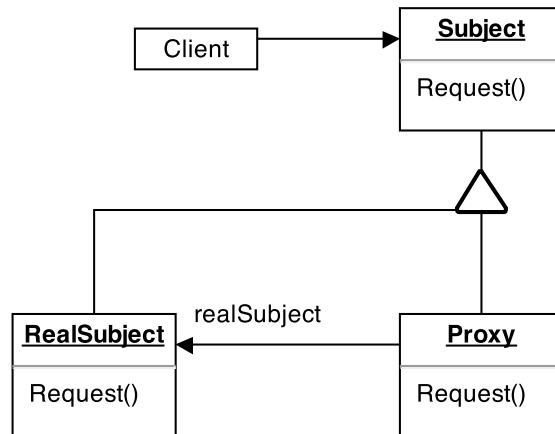 Subject
Client
Request()
realSubject
RealSubject
Proxy
Request()
Request()